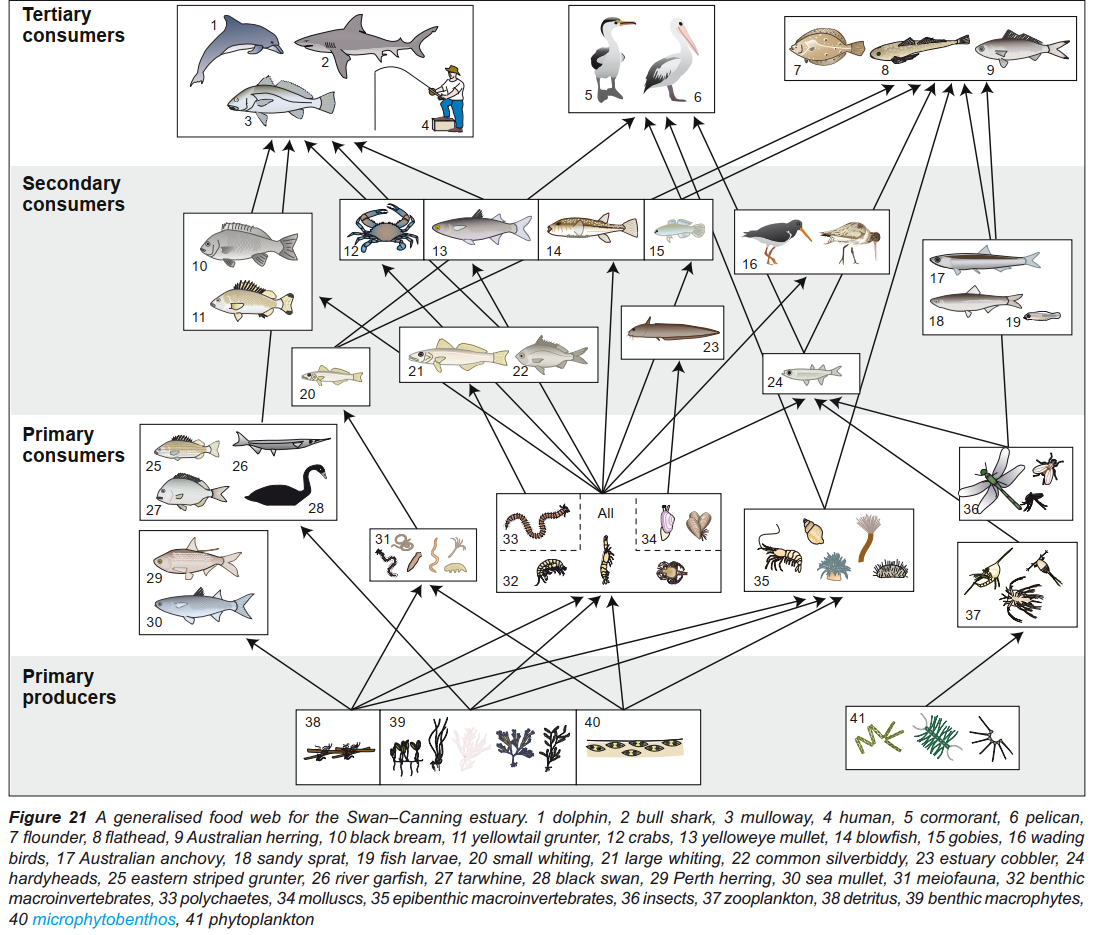 Tertiary
consumers
1
2
3
4
5
6
7
8
9
Secondary
consumers
10
11
12
13
14
15
16
17
18
19
20
21
22
23
24
Primary
consumers
25
26
27
28
29
30
31
All
33
34
32
35
36
37
Primary
producers
38
39
40
41
Figure 21 A generalised food web for the Swan–Canning estuary. 1 dolphin, 2 bull shark, 3 mulloway, 4 human, 5 cormorant, 6 pelican,
7 flounder, 8 flathead, 9 Australian herring, 10 black bream, 11 yellowtail grunter, 12 crabs, 13 yelloweye mullet, 14 blowfish, 15 gobies, 16 wading
birds, 17 Australian anchovy, 18 sandy sprat, 19 fish larvae, 20 small whiting, 21 large whiting, 22 common silverbiddy, 23 estuary cobbler, 24
hardyheads, 25 eastern striped grunter, 26 river garfish, 27 tarwhine, 28 black swan, 29 Perth herring, 30 sea mullet, 31 meiofauna, 32 benthic
macroinvertebrates, 33 polychaetes, 34 molluscs, 35 epibenthic macroinvertebrates, 36 insects, 37 zooplankton, 38 detritus, 39 benthic macrophytes,
40 microphytobenthos, 41 phytoplankton